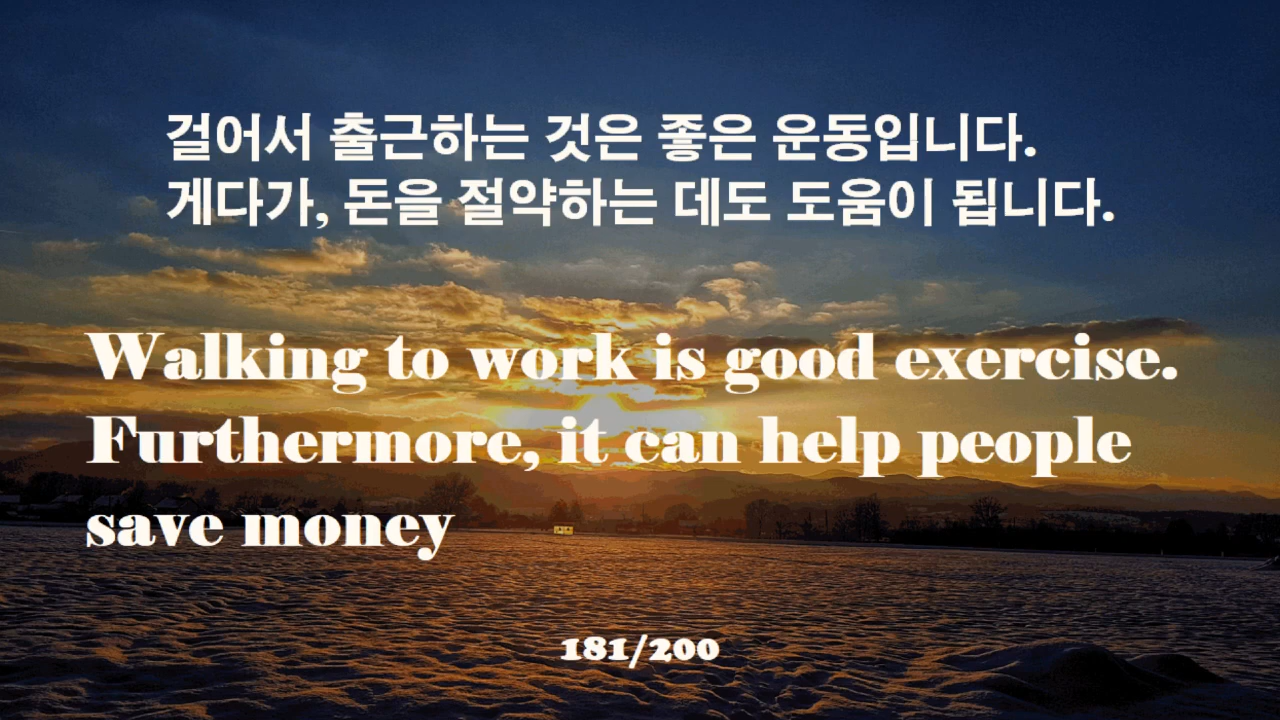 걸어서 출근하는 것은 좋은 운동입니다.
게다가, 돈을 절약하는 데도 도움이 됩니다.
Walking to work is good exercise.
Furthermore, it can help people
save money
181/200